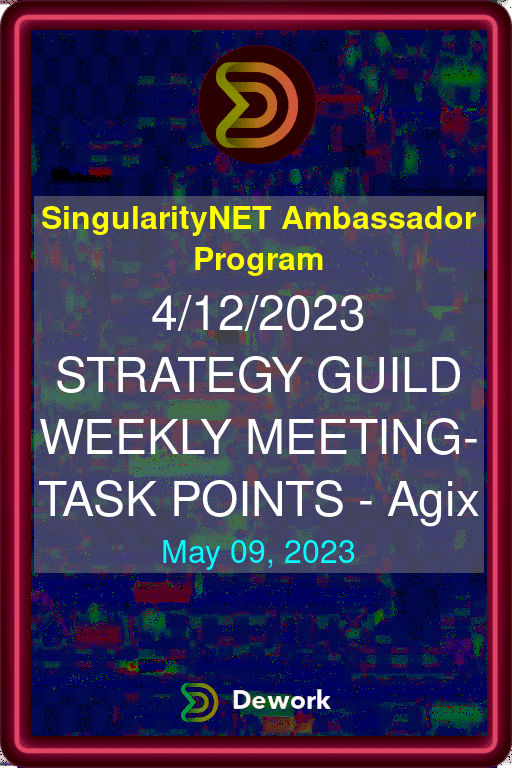 SingularityNET Ambassador
Program
4/12/2023
STRATEGY GUILD
WEEKLY MEETING-
TASK POINTS - Agix
May 09, 2023
Dework